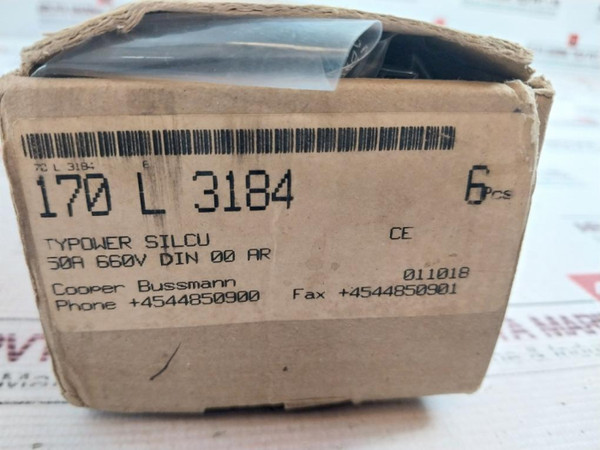 70 L 3184 6
170 L 3184 6Pcs
TYPOWER SILCU CE
50A 660V DIN 00 AR
011018
Cooper Bussmann
Phone +4544850900 Fax +4544850901